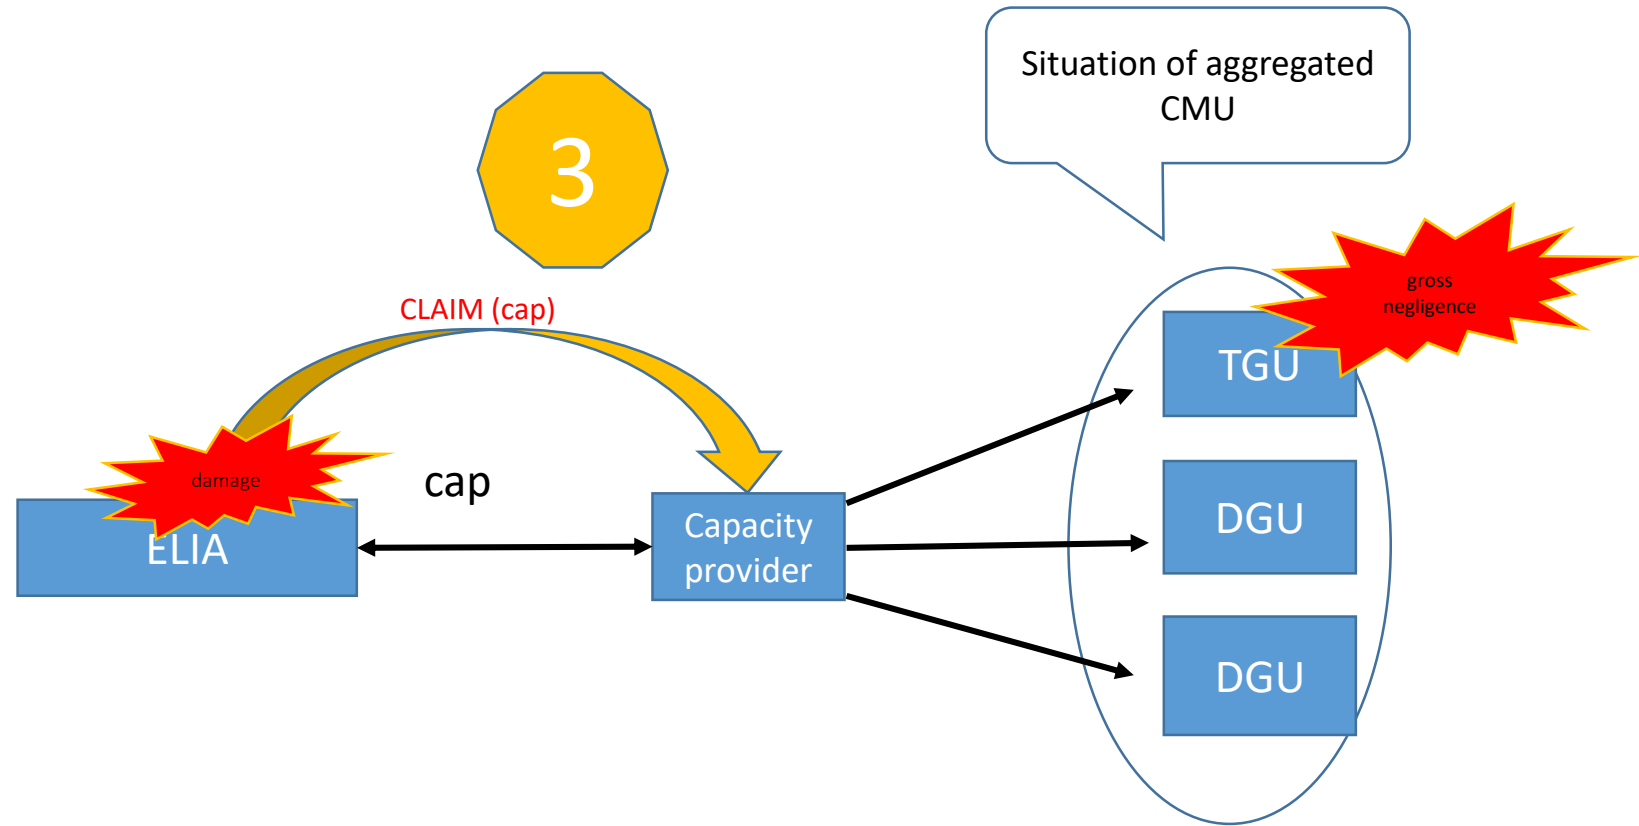 Situation of aggregated
CMU
3
gross
negligence
CLAIM (cap)
TGU
damage
cap
ELIA
Capacity
provider
DGU
DGU